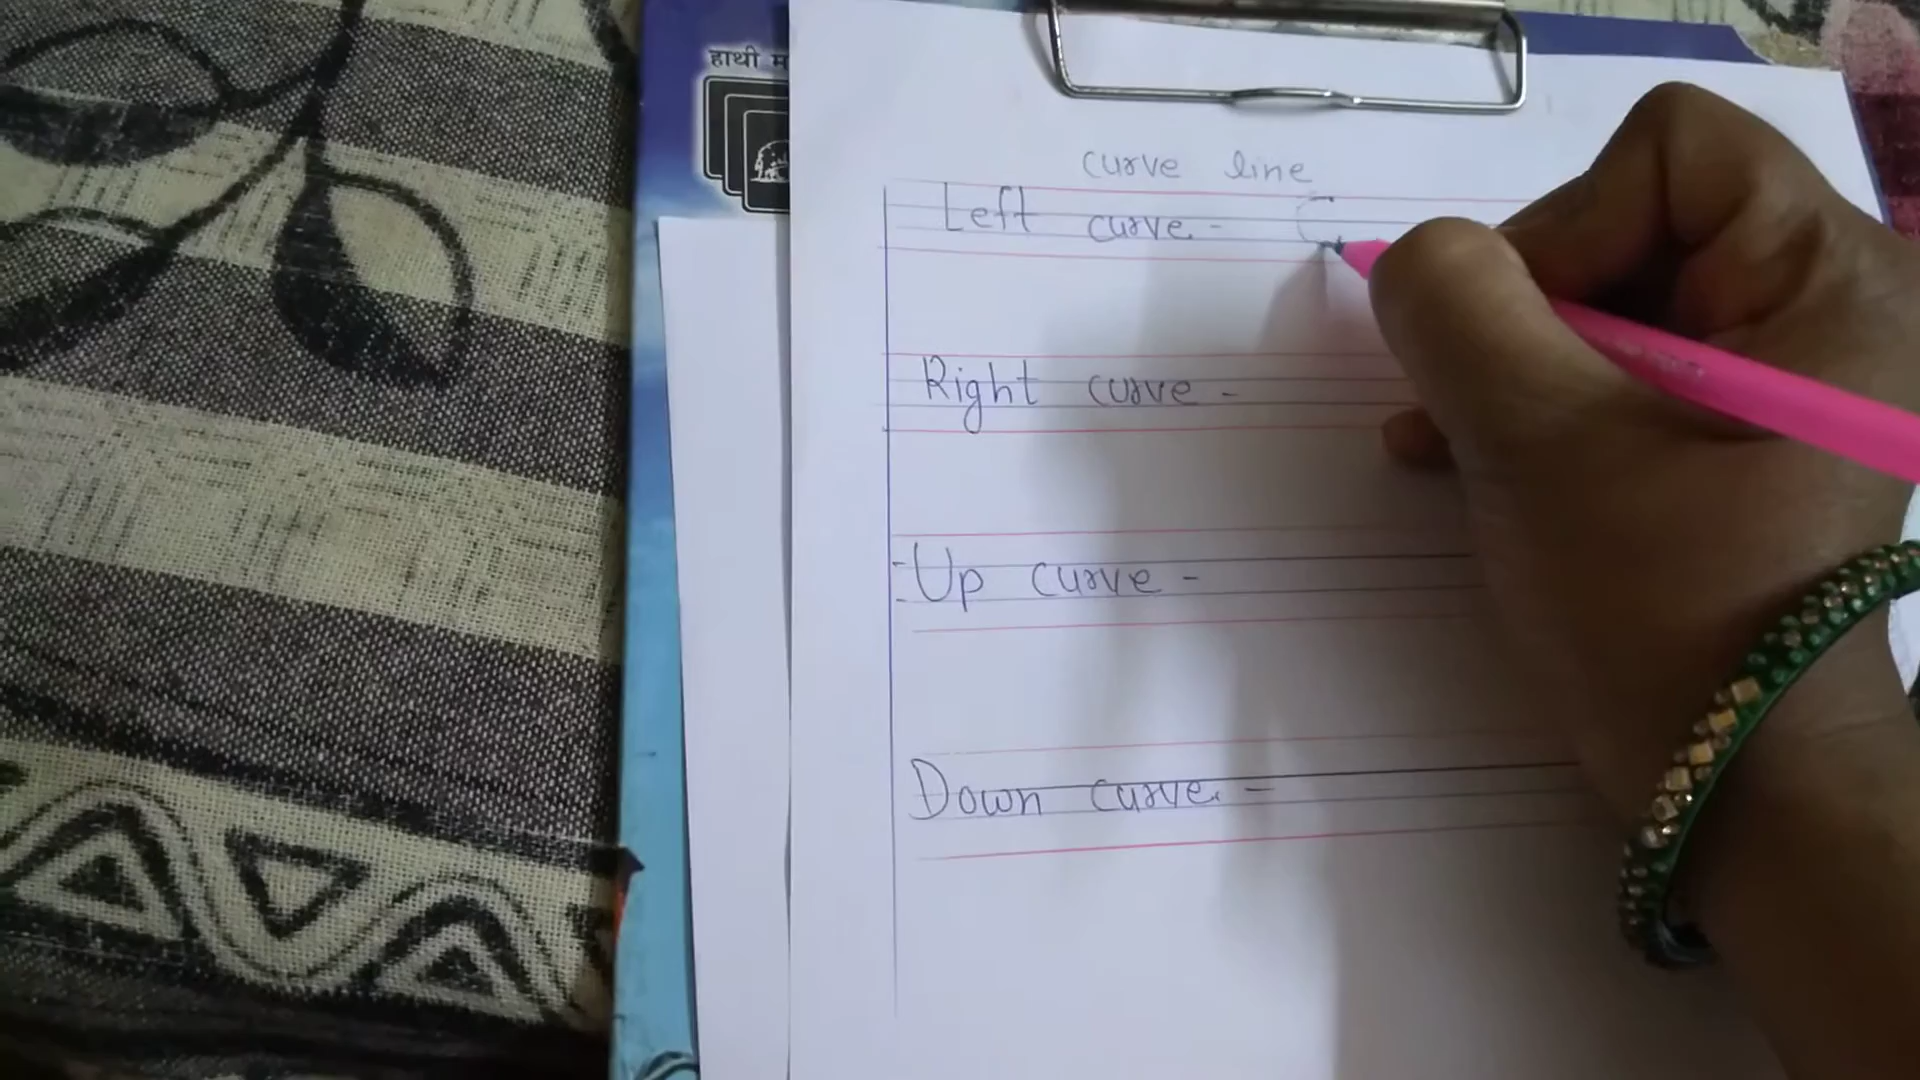 हाथी
curve line
Left curve -
Right curve -
Up curve -
Down curve. -